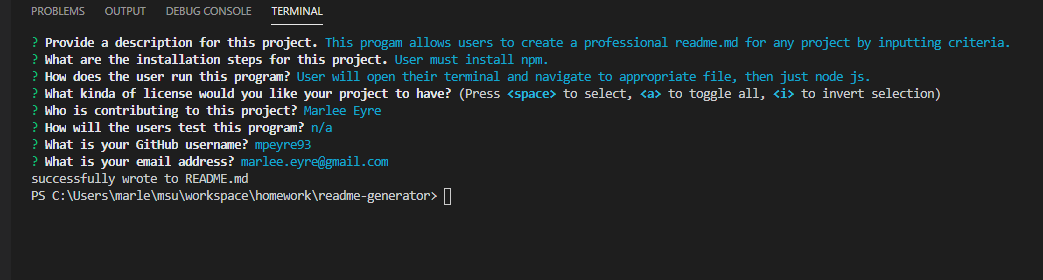 PROBLEMS OUTPUT DEBUG CONSOLE TERMINAL
? Provide a description for this project. This progam allows users to create a professional readme.md for any project by inputting criteria.
? What are the installation steps for this project. User must install npm.
? How does the user run this program? User will open their terminal and navigate to appropriate file, then just node js.
? What kinda of license would you like your project to have? (Press <space> to select, <a> to toggle all, <i> to invert selection)
? Who is contributing to this project? Marlee Eyre
? How will the users test this program? n/a
? What is your GitHub username? mpeyre93
? What is your email address? marlee.eyre@gmail.com
successfully wrote to README.md
PS C:\Users\marle\msu\workspace\homework\readme-generator>